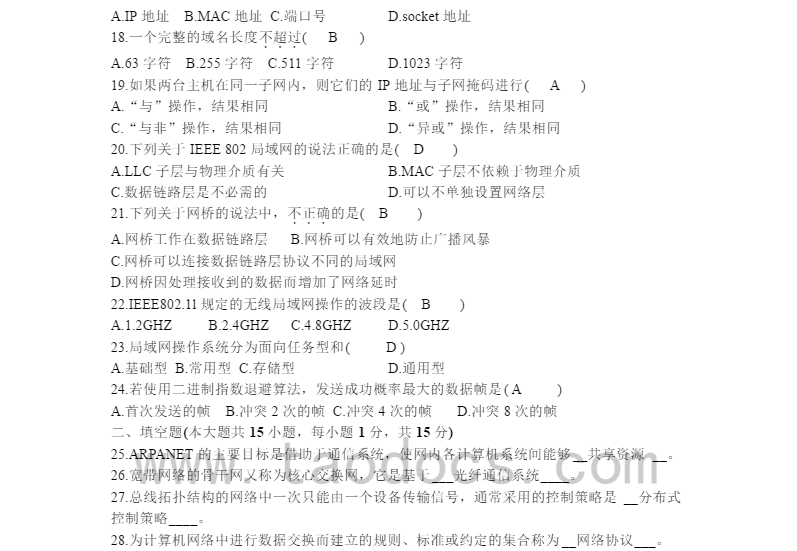 A.IP 地址 B.MAC 地址 C.端口号 D.socket 地址
18.一个完整的域名长度不超过( B )
A.63 字符 B.255 字符 C.511 字符 D.1023 字符
19.如果两台主机在同一子网内，则它们的 IP 地址与子网掩码进行( A )
A.“与”操作，结果相同 B.“或”操作，结果相同
C.“与非”操作，结果相同 D.“异或”操作，结果相同
20.下列关于 IEEE 802 局域网的说法正确的是( D )
A.LLC 子层与物理介质有关 B.MAC 子层不依赖于物理介质
C.数据链路层是不必需的 D.可以不单独设置网络层
21.下列关于网桥的说法中，不正确的是( B )
A.网桥工作在数据链路层 B.网桥可以有效地防止广播风暴
C.网桥可以连接数据链路层协议不同的局域网
D.网桥因处理接收到的数据而增加了网络延时
22.IEEE802.11 规定的无线局域网操作的波段是( B )
A.1.2GHZ B.2.4GHZ C.4.8GHZ D.5.0GHZ
23.局域网操作系统分为面向任务型和( D )
A.基础型 B.常用型 C.存储型 D.通用型
24.若使用二进制指数退避算法，发送成功概率最大的数据帧是( A )
A.首次发送的帧 B.冲突 2 次的帧 C.冲突 4 次的帧 D.冲突 8 次的帧
二、填空题(本大题共 15 小题，每小题 1 分，共 15 分)
25.ARPANET 的主要目标是借助于通信系统，使网内各计算机系统间能够__共享资源 __。
26.宽带网络的骨干网又称为核心交换网，它是基于___光纤通信系统____。
27.总线拓扑结构的网络中一次只能由一个设备传输信号，通常采用的控制策略是 __分布式
控制策略____。
28.为计算机网络中进行数据交换而建立的规则、标准或约定的集合称为__网络协议___。
www.taodocs.com